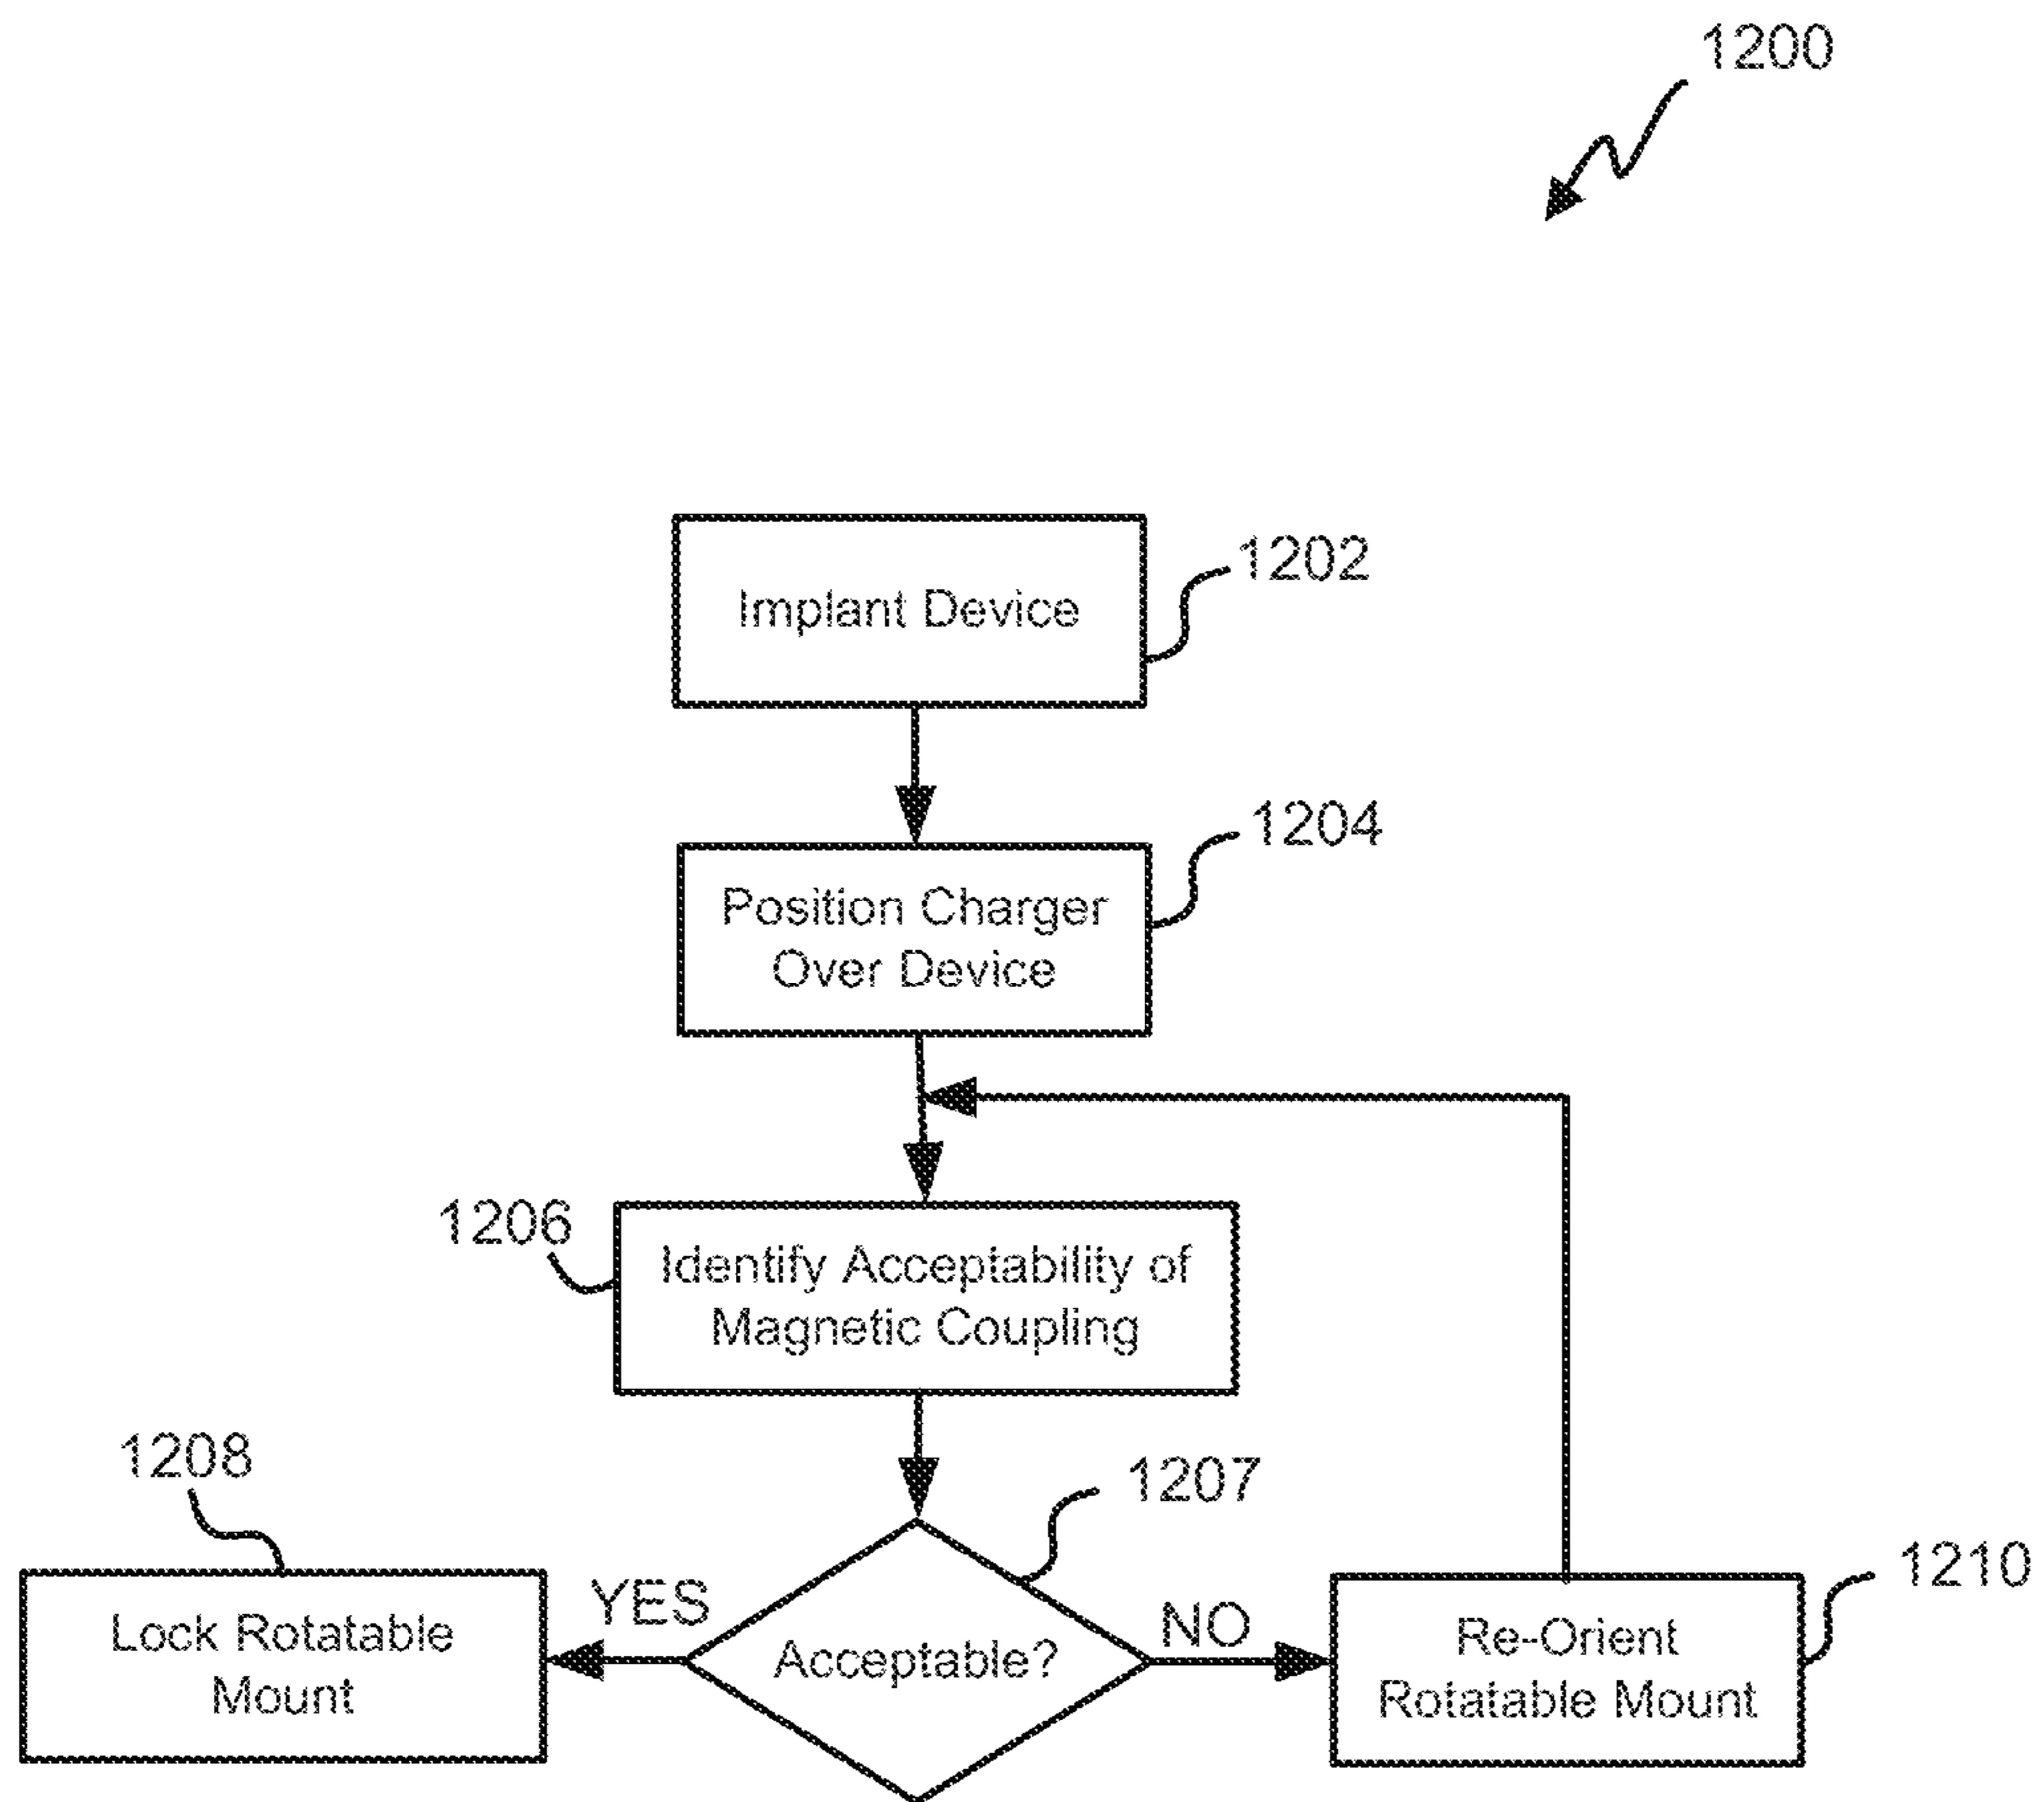 1200
Implant Device
1202
Position Charger
Over Device
1204
1206
Identify Acceptability of
Magnetic Coupling
1207
Acceptable?
YES
NO
1208
Lock Rotatable
Mount
1210
Re-Orient
Rotatable Mount